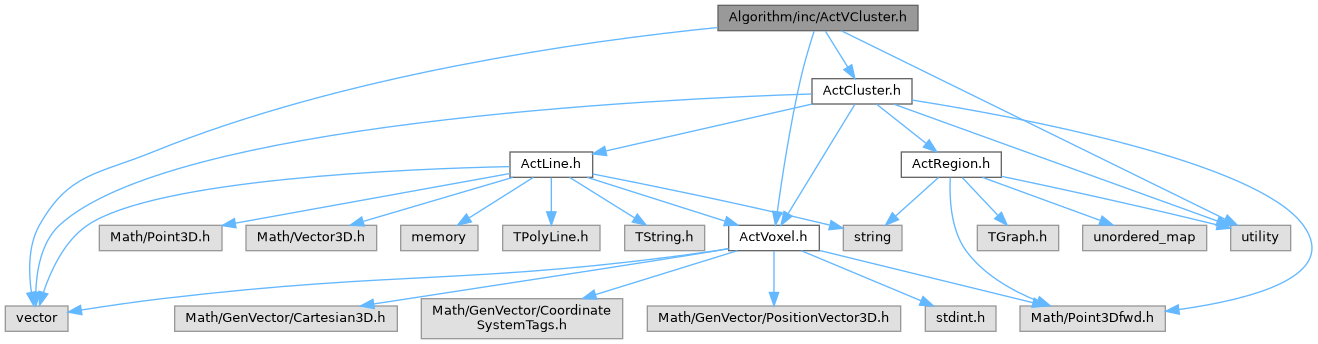 Algorithm/inc/ActVCluster.h
ActCluster.h
ActLine.h
ActRegion.h
Math/Point3D.h
Math/Vector3D.h
memory
TPolyLine.h
TString.h
ActVoxel.h
string
TGraph.h
unordered_map
utility
vector
Math/GenVector/Cartesian3D.h
Math/GenVector/Coordinate
SystemTags.h
Math/GenVector/PositionVector3D.h
stdint.h
Math/Point3Dfwd.h